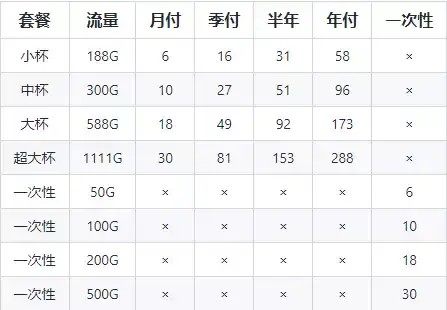 套餐 流量 月付 季付 半年 年付 一次性
小杯 188G 6 16 31 58 ×
中杯 300G 10 27 51 96 ×
大杯 588G 18 49 92 173 ×
超大杯 1111G 30 81 153 288 ×
一次性 50G × × × × 6
一次性 100G × × × × 10
一次性 200G × × × × 18
一次性 500G × × × × 30